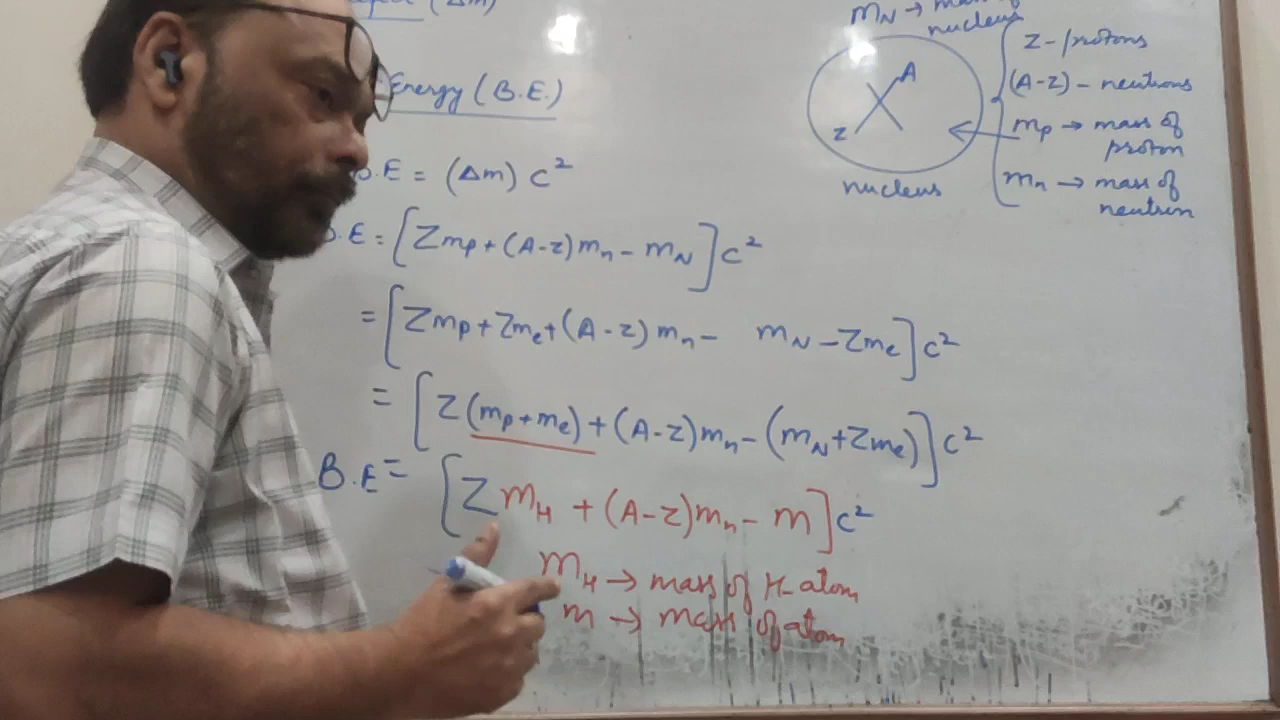 (Δm)
Energy (B.E.)
B.E = (Δm) c²
B.E = [Zmp + (A-z)mn - mN]c²
= [Zmp + Zme + (A-z)mn - mN - Zme]c²
= [Z(mp+me) + (A-z)mn - (mN+Zme)]c²
B.E = [ZmH + (A-z)mn - m]c²
mH → mass of H-atom
m → mass of atom
mN → of
nucleus
A
X
z
nucleus
Z - protons
(A-z) - neutrons
mp → mass of
proton
mn → mass of
neutron